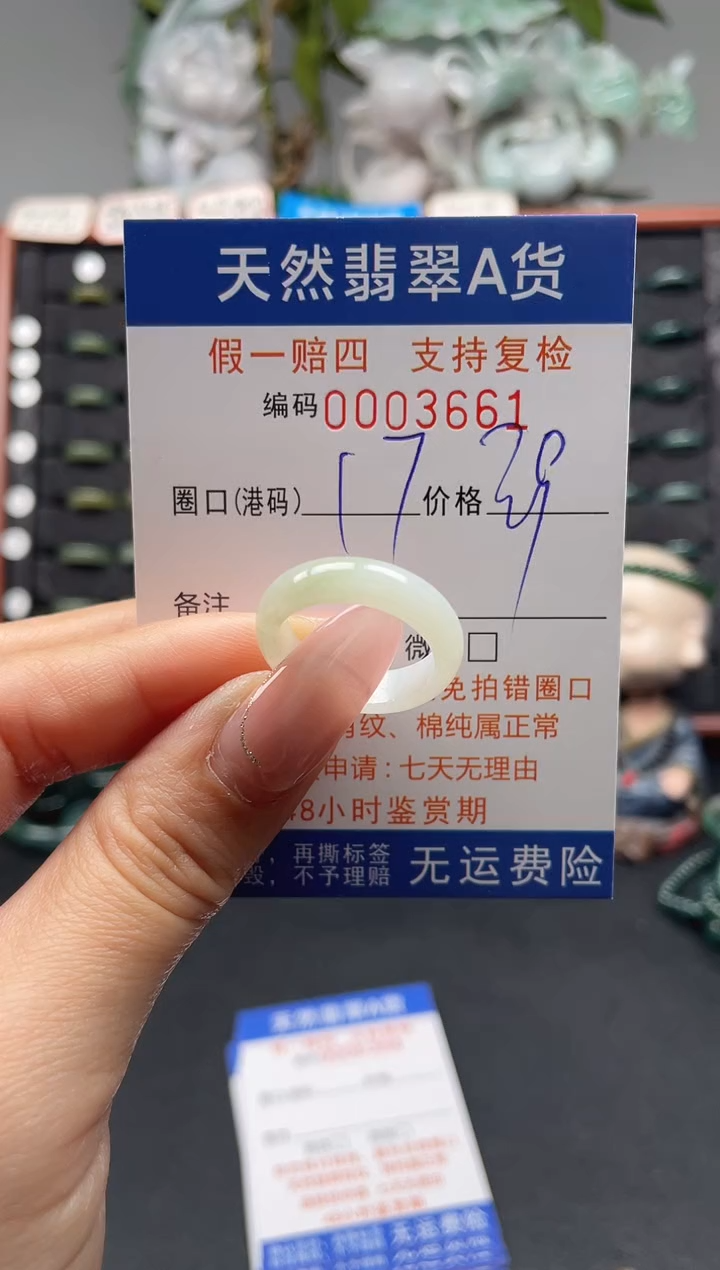 天然翡翠A货
假一赔四 支持复检
编码0003661
圈口(港码) 17 价格 39
备注
微 □
免拍错圈口
纹、棉纯属正常
申请：七天无理由
48小时鉴赏期
，再撕标签
毁，不予理赔
无运费险